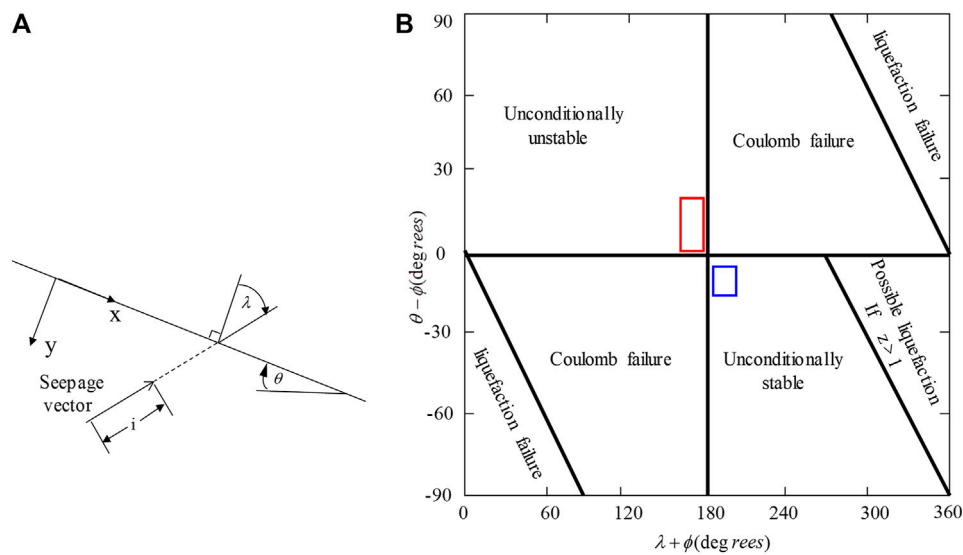 A
x
y
λ
θ
Seepage
vector
i
B
90
60
30
0
-30
-60
-90
θ – ϕ(deg rees)
Unconditionally
unstable
Coulomb failure
liquefaction failure
liquefaction failure
Coulomb failure
Unconditionally
stable
Possible liquefaction
If z > 1
0
60
120
180
240
300
360
λ + ϕ(deg rees)